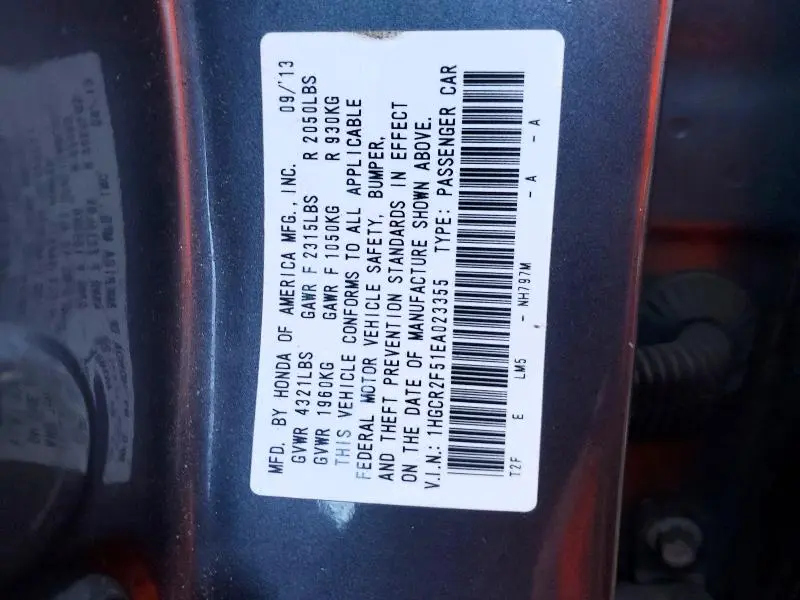 MFD. BY HONDA OF AMERICA MFG., INC. 09/'13
GVWR 4321LBS GAWR F 2315LBS R 2050LBS
GVWR 1960KG GAWR F 1050KG R 930KG
THIS VEHICLE CONFORMS TO ALL APPLICABLE
FEDERAL MOTOR VEHICLE SAFETY, BUMPER,
AND THEFT PREVENTION STANDARDS IN EFFECT
ON THE DATE OF MANUFACTURE SHOWN ABOVE.
V.I.N.: 1HGCR2F51EA023355 TYPE: PASSENGER CAR
T2F E LM5 - NH797M - A - A